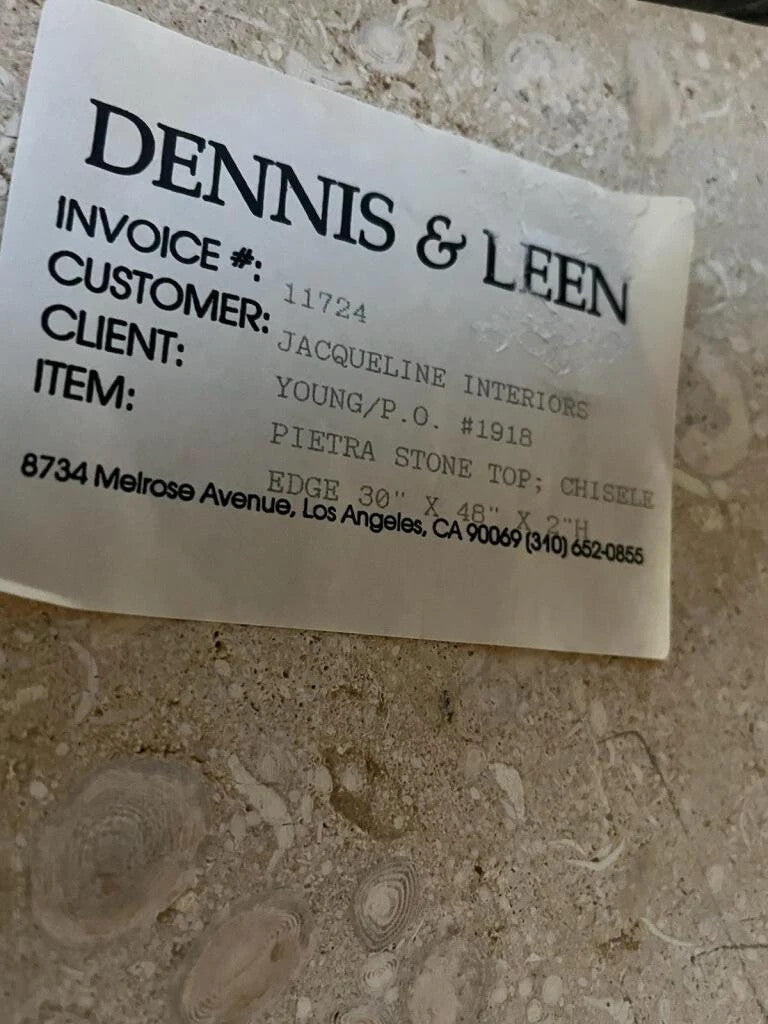 DENNIS & LEEN
INVOICE #: 11724
CUSTOMER: JACQUELINE INTERIORS
CLIENT: YOUNG/P.O. #1918
ITEM: PIETRA STONE TOP; CHISELE
EDGE 30" X 48" X 2"H
8734 Melrose Avenue, Los Angeles, CA 90069 (310) 652-0855